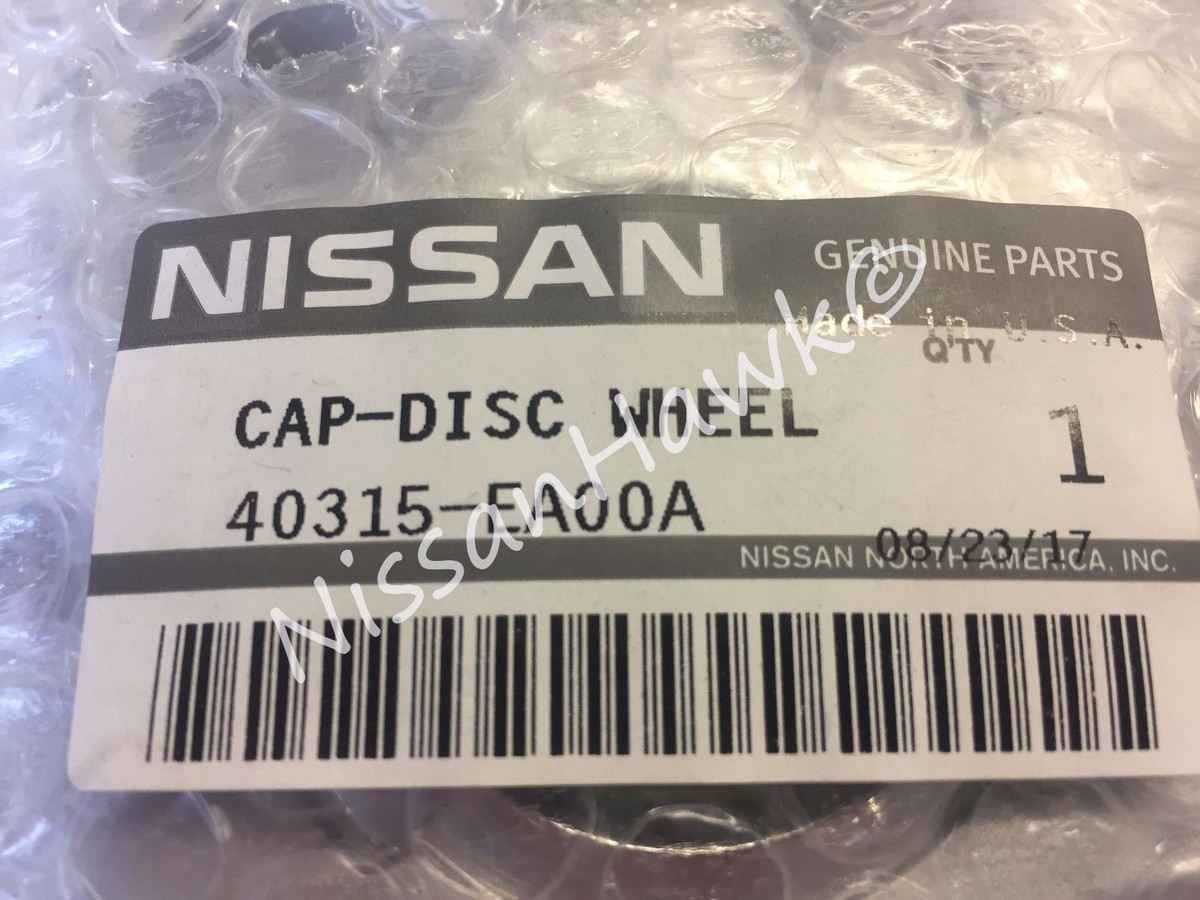 NISSAN
GENUINE PARTS
Made in U.S.A.
Q'TY
CAP-DISC WHEEL
1
40315-EA00A
08/23/17
NISSAN NORTH AMERICA, INC.
NissanHawk©